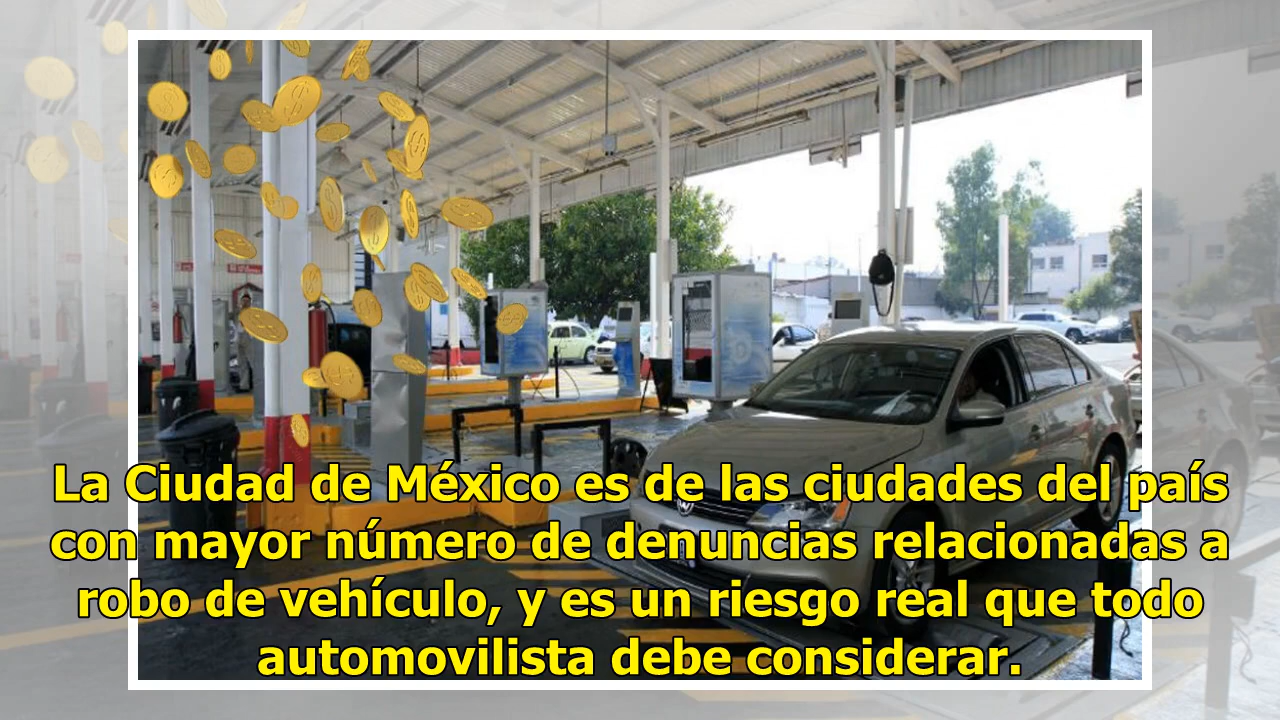 La Ciudad de México es de las ciudades del país
con mayor número de denuncias relacionadas a
robo de vehículo, y es un riesgo real que todo
automovilista debe considerar.